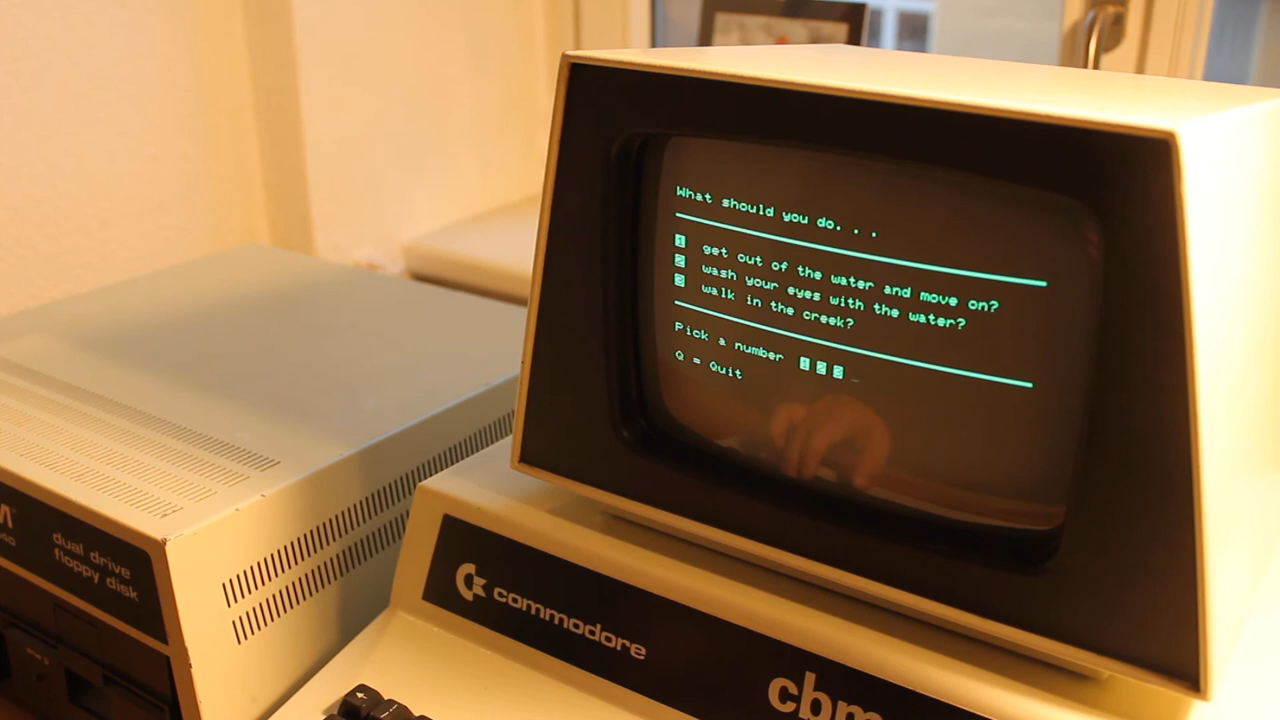 What should you do. . .
1 get out of the water and move on?
2 wash your eyes with the water?
3 walk in the creek?
Pick a number 1 2 3
Q = Quit
dual drive
floppy disk
commodore
cbm